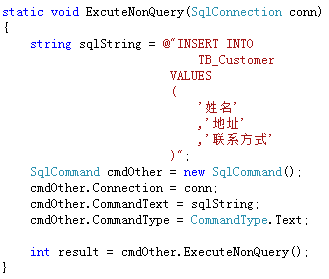 static void ExcuteNonQuery(SqlConnection conn)
{
    string sqlString = @"INSERT INTO
                            TB_Customer
                        VALUES
                        (
                            '姓名'
                            ,'地址'
                            ,'联系方式'
                        )";
    SqlCommand cmdOther = new SqlCommand();
    cmdOther.Connection = conn;
    cmdOther.CommandText = sqlString;
    cmdOther.CommandType = CommandType.Text;

    int result = cmdOther.ExecuteNonQuery();
}